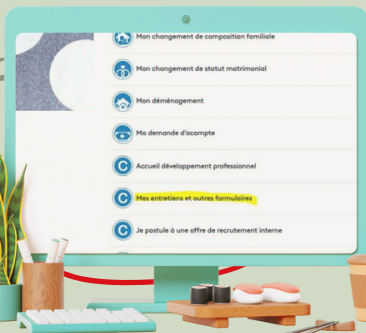 Mon changement de composition familiale
Mon changement de statut matrimonial
Mon déménagement
Ma demande d'acompte
C Accueil développement professionnel
C Mes entretiens et autres formulaires
C Je postule à une offre de recrutement interne